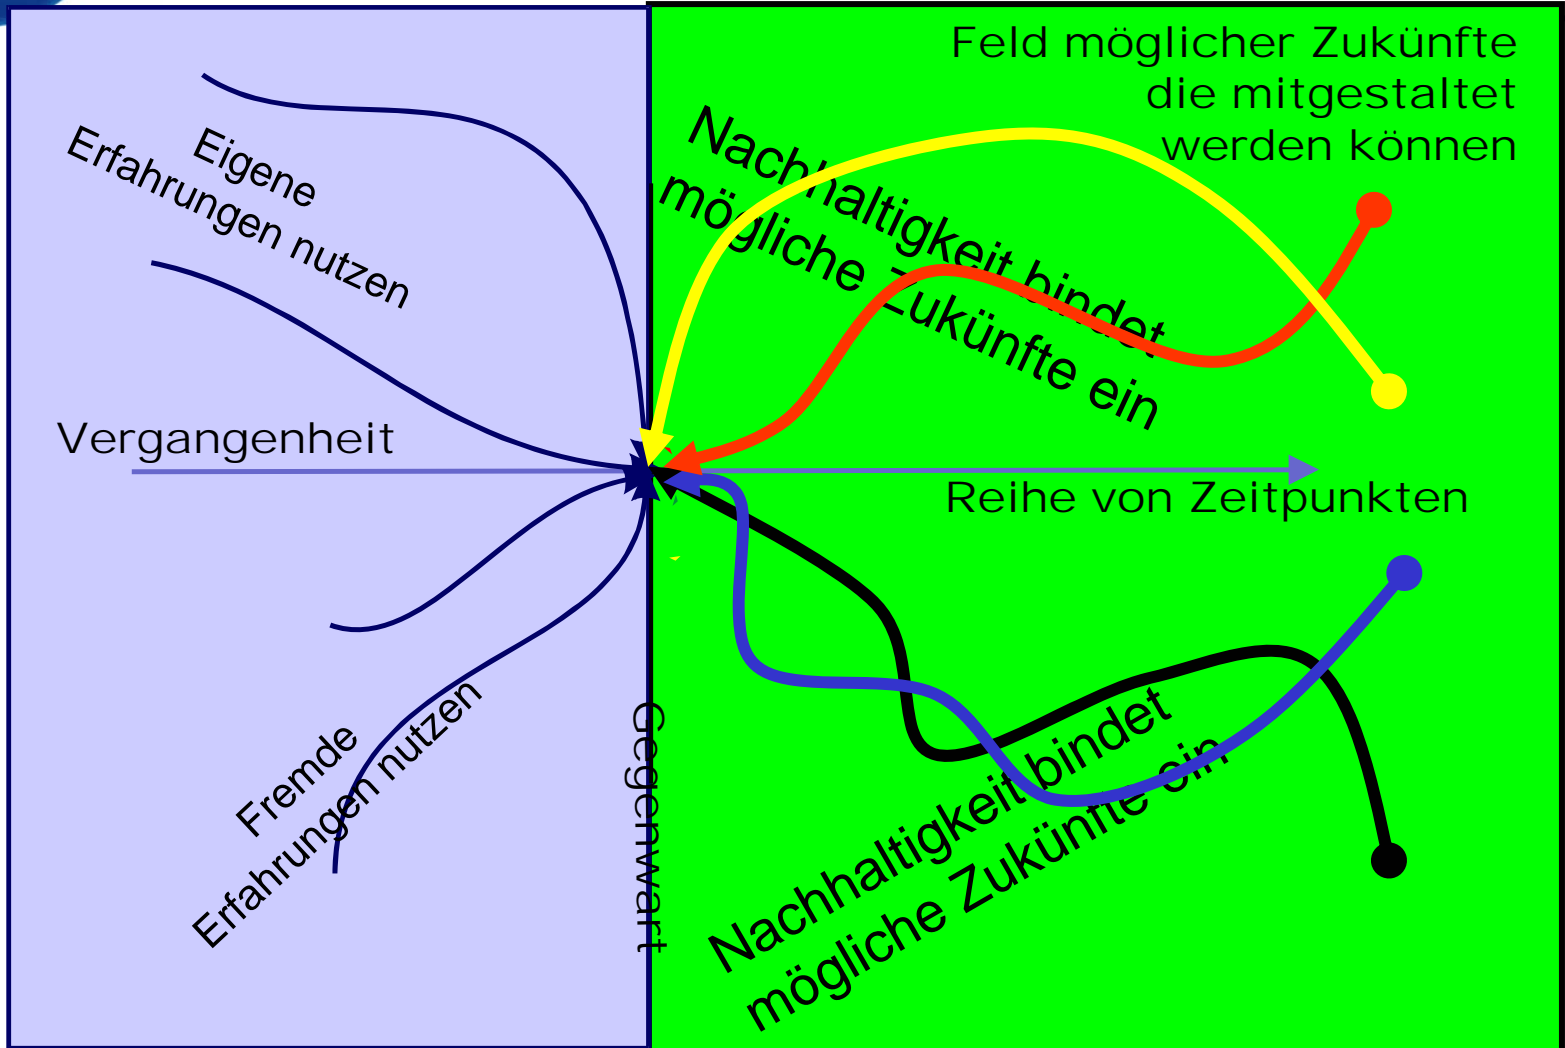 Feld möglicher Zukünfte
die mitgestaltet
werden können
Eigene
Erfahrungen nutzen
Nachhaltigkeit bindet
mögliche Zukünfte ein
Vergangenheit
Reihe von Zeitpunkten
Fremde
Erfahrungen nutzen
Gegenwart
Nachhaltigkeit bindet
mögliche Zukünfte ein